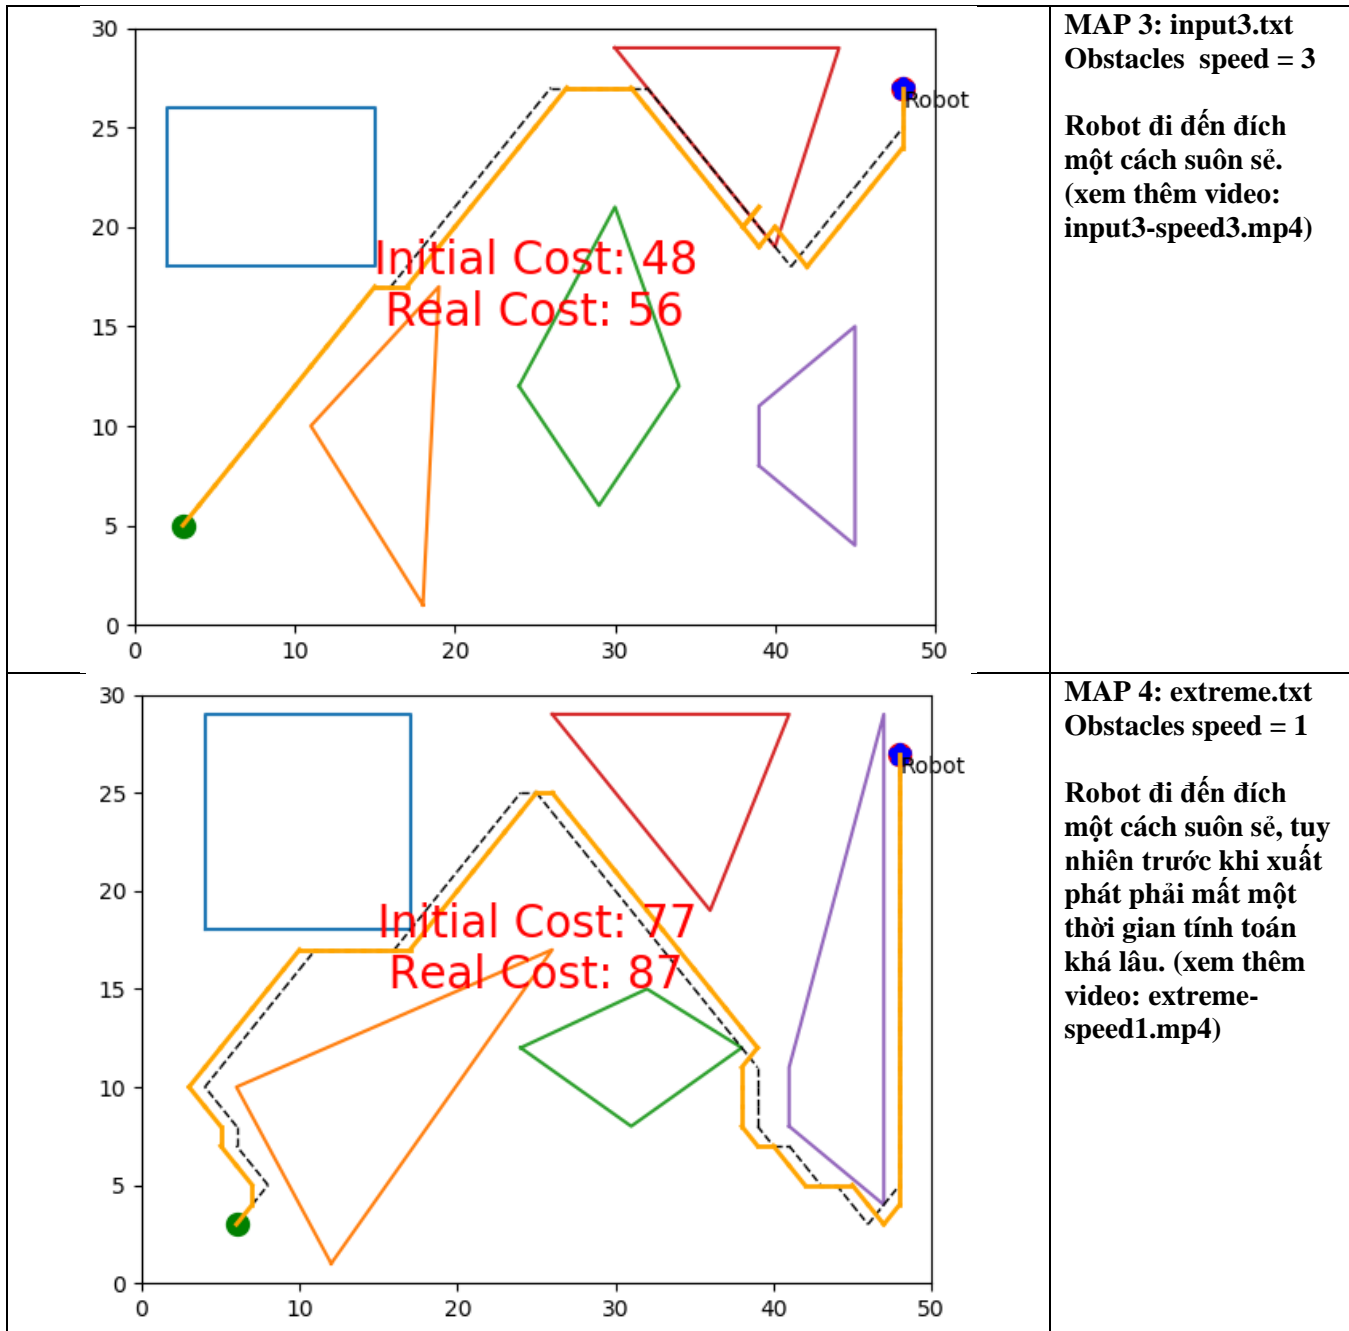 30
25
20
15
10
5
0
0 10 20 30 40 50
Robot
Initial Cost: 48
Real Cost: 56
MAP 3: input3.txt
Obstacles speed = 3
Robot đi đến đích
một cách suôn sẻ.
(xem thêm video:
input3-speed3.mp4)
30
25
20
15
10
5
0
0 10 20 30 40 50
Robot
Initial Cost: 77
Real Cost: 87
MAP 4: extreme.txt
Obstacles speed = 1
Robot đi đến đích
một cách suôn sẻ, tuy
nhiên trước khi xuất
phát phải mất một
thời gian tính toán
khá lâu. (xem thêm
video: extreme-
speed1.mp4)